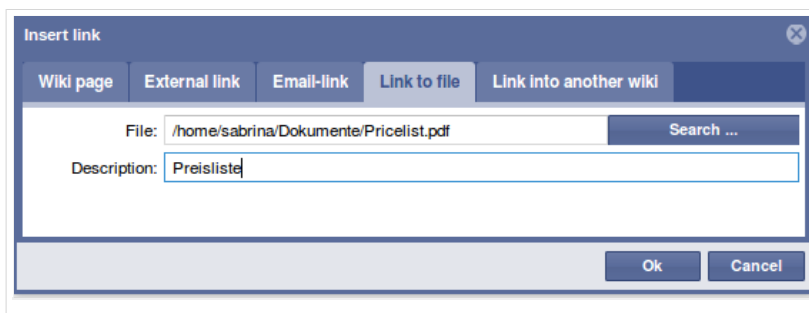 Insert link
Wiki page External link Email-link Link to file Link into another wiki
File: /home/sabrina/Dokumente/Pricelist.pdf Search ...
Description: Preisliste
Ok Cancel